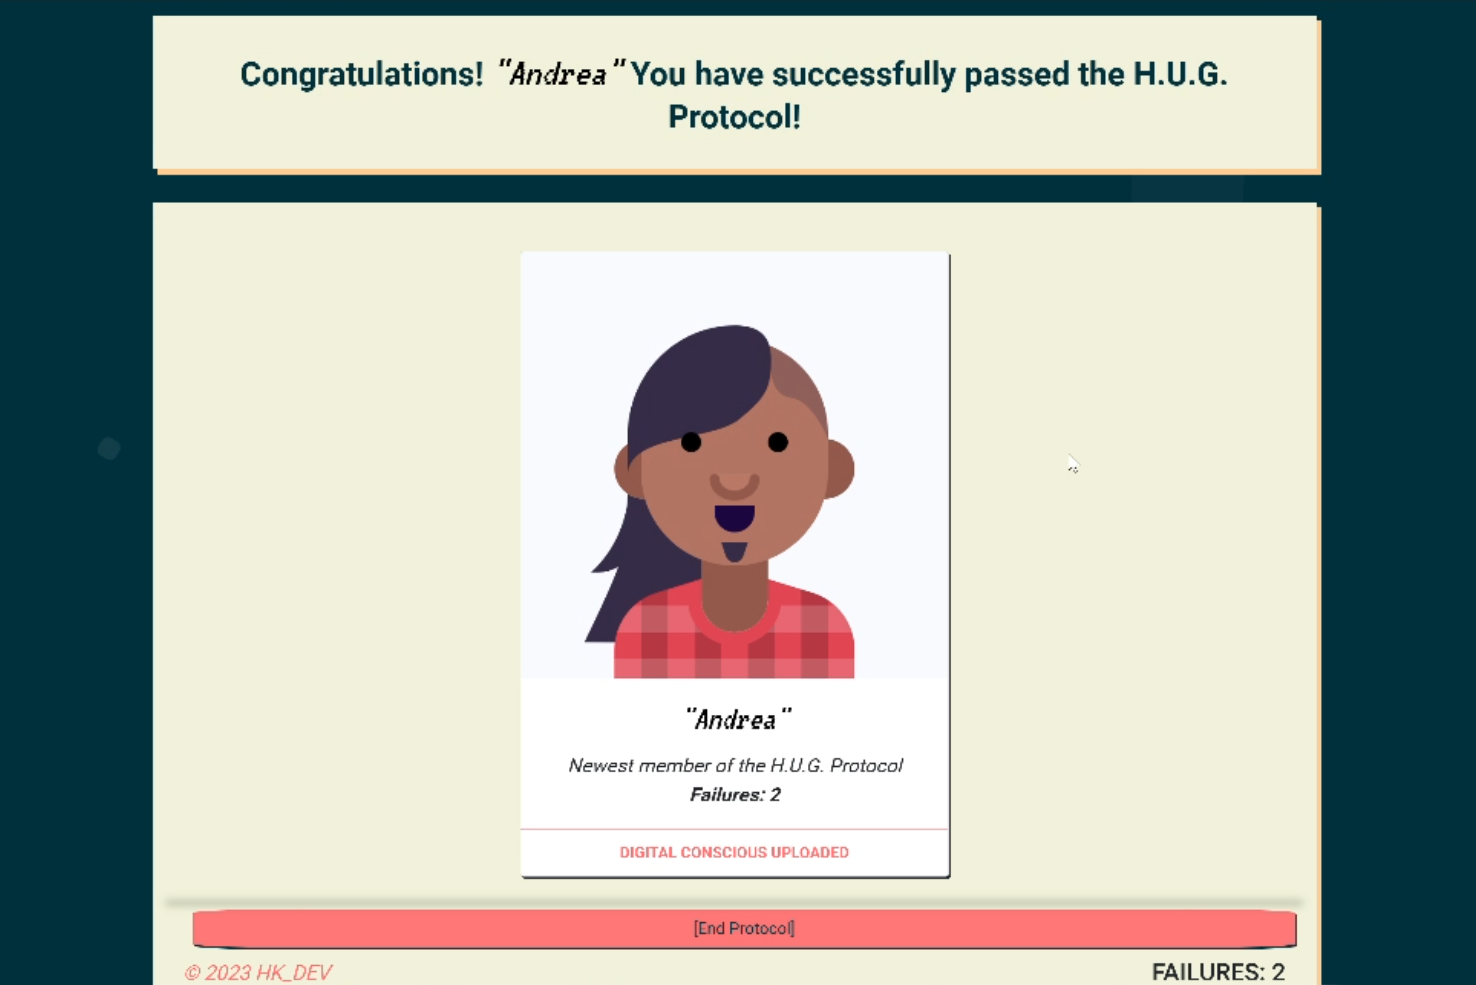 Congratulations! "Andrea" You have successfully passed the H.U.G.
Protocol!
"Andrea"
Newest member of the H.U.G. Protocol
Failures: 2
DIGITAL CONSCIOUS UPLOADED
[End Protocol]
© 2023 HK_DEV
FAILURES: 2